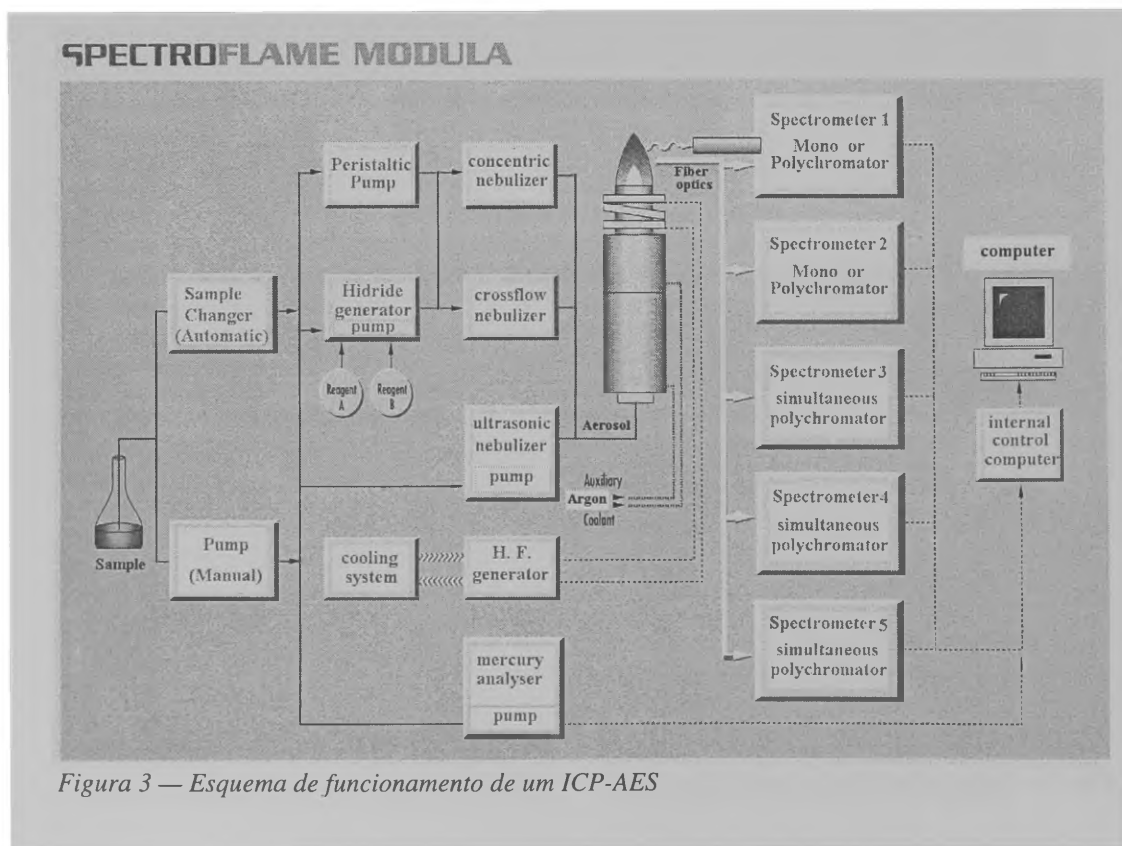 SPECTROFLAME MODULA
Peristaltic
Pump
concentric
nebulizer
Fiber
optics
Spectrometer 1
Mono or
Polychromator
Sample
Changer
(Automatic)
Hidride
generator
pump
crossflow
nebulizer
Spectrometer 2
Mono or
Polychromator
computer
Reagent
A
Reagent
B
ultrasonic
nebulizer
pump
Aerosol
Spectrometer 3
simultaneous
polychromator
internal
control
computer
Auxiliary
Argon
Coolant
Spectrometer 4
simultaneous
polychromator
Sample
Pump
(Manual)
cooling
system
H. F.
generator
Spectrometer 5
simultaneous
polychromator
mercury
analyser
pump
Figura 3 — Esquema de funcionamento de um ICP-AES